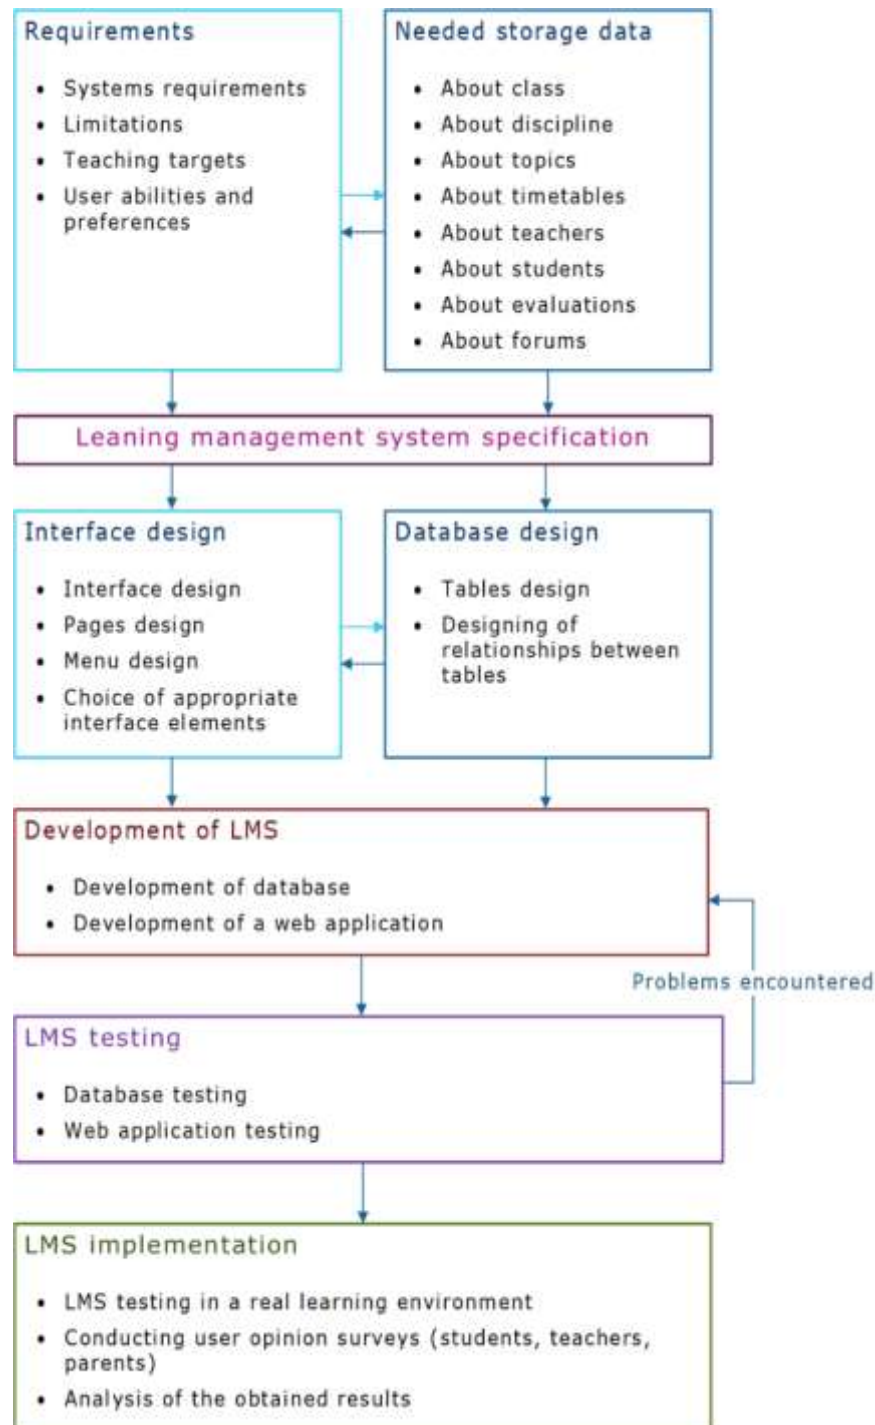 Requirements
• Systems requirements
• Limitations
• Teaching targets
• User abilities and
preferences
Needed storage data
• About class
• About discipline
• About topics
• About timetables
• About teachers
• About students
• About evaluations
• About forums
Leaning management system specification
Interface design
• Interface design
• Pages design
• Menu design
• Choice of appropriate
interface elements
Database design
• Tables design
• Designing of
relationships between
tables
Development of LMS
• Development of database
• Development of a web application
Problems encountered
LMS testing
• Database testing
• Web application testing
LMS implementation
• LMS testing in a real learning environment
• Conducting user opinion surveys (students, teachers,
parents)
• Analysis of the obtained results